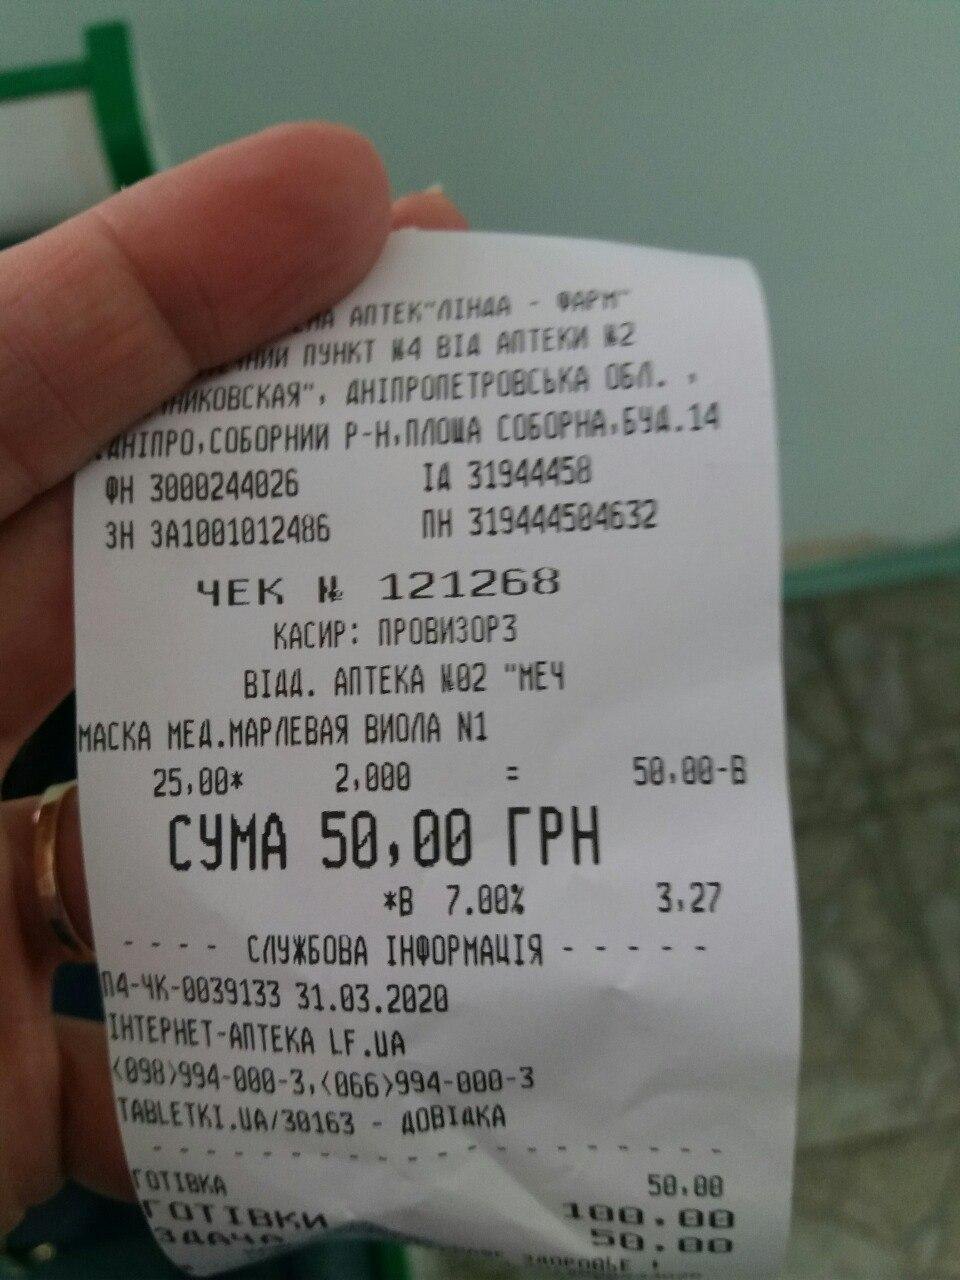 АПТЕК"ЛІНДА - ФАРМ"
ПУНКТ №4 ВІД АПТЕКИ №2
ДНІПРОПЕТРОВСЬКА ОБЛ. ,
.ДНІПРО,СОБОРНИЙ Р-Н,ПЛОЩА СОБОРНА,БУД.14
ФН 3000244026 ІД 31944458
ЗН ЗА1001012486 ПН 319444504632
ЧЕК № 121268
КАСИР: ПРОВИЗОР3
ВІДД. АПТЕКА №02 "МЕЧ
МАСКА МЕД.МАРЛЕВАЯ ВИОЛА N1
25,00* 2,000 = 50.00-В
СУМА 50,00 ГРН
*В 7.00% 3,27
- - - - СЛУЖБОВА ІНФОРМАЦІЯ - - - - -
П4-ЧК-0039133 31.03.2020
ІНТЕРНЕТ-АПТЕКА LF.UA
(098)994-000-3,(066)994-000-3
TABLETKI.UA/30163 - ДОВІДКА
ГОТІВКА 50.00
ГОТІВКИ 100.00
ЗДАЧА 50.00